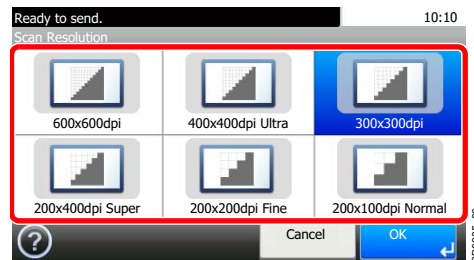 Ready to send. 10:10
Scan Resolution
600x600dpi 400x400dpi Ultra 300x300dpi
200x400dpi Super 200x200dpi Fine 200x100dpi Normal
? Cancel OK